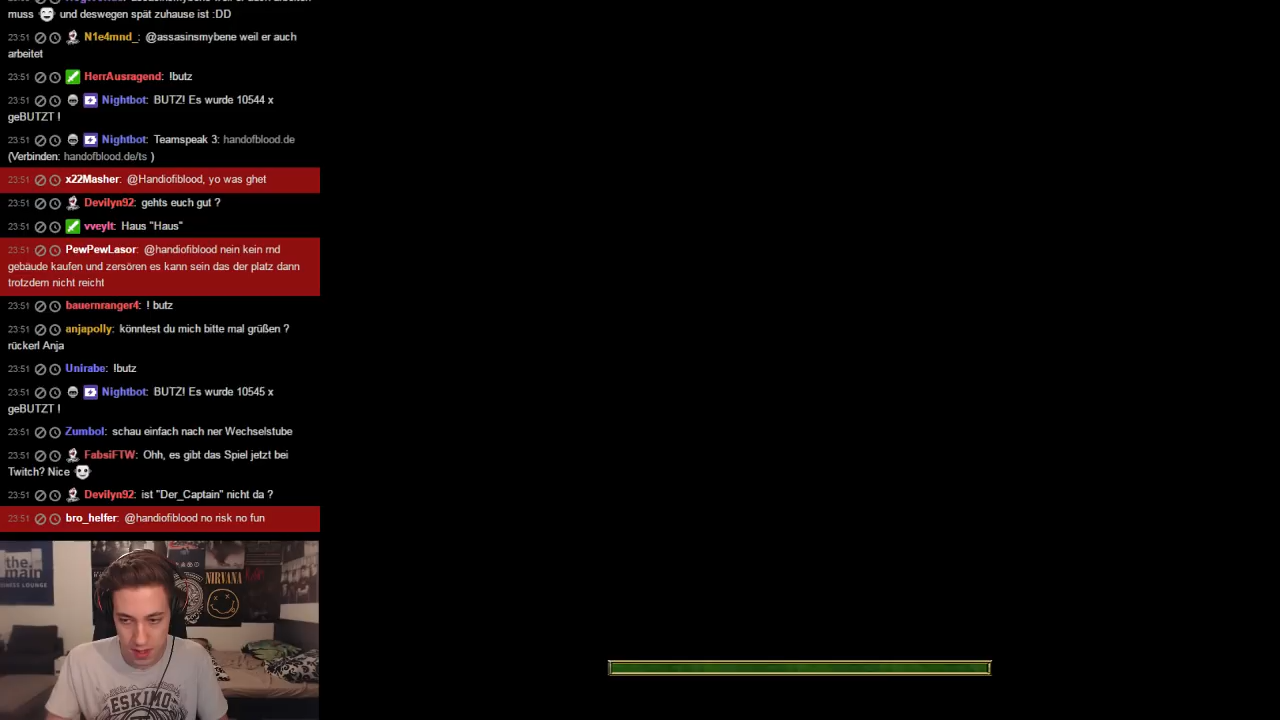 muss und deswegen spät zuhause ist :DD
23:51 N1e4mnd_: @assasinsmybene weil er auch
arbeitet
23:51 HerrAusragend: !butz
23:51 Nightbot: BUTZ! Es wurde 10544 x
geBUTZT !
23:51 Nightbot: Teamspeak 3: handofblood.de
(Verbinden: handofblood.de/ts )
23:51 x22Masher: @Handiofiblood, yo was ghet
23:51 Devilyn92: gehts euch gut ?
23:51 vveylt: Haus "Haus"
23:51 PewPewLasor: @handiofiblood nein kein rnd
gebäude kaufen und zersören es kann sein das der platz dann
trotzdem nicht reicht
23:51 bauernranger4: ! butz
23:51 anjapolly: könntest du mich bitte mal grüßen ?
rückerl Anja
23:51 Unirabe: !butz
23:51 Nightbot: BUTZ! Es wurde 10545 x
geBUTZT !
23:51 Zumbol: schau einfach nach ner Wechselstube
23:51 FabsiFTW: Ohh, es gibt das Spiel jetzt bei
Twitch? Nice
23:51 Devilyn92: ist "Der_Captain" nicht da ?
23:51 bro_helfer: @handiofiblood no risk no fun
the
main
NESS LOUNGE
NIRVANA
ESKIMO